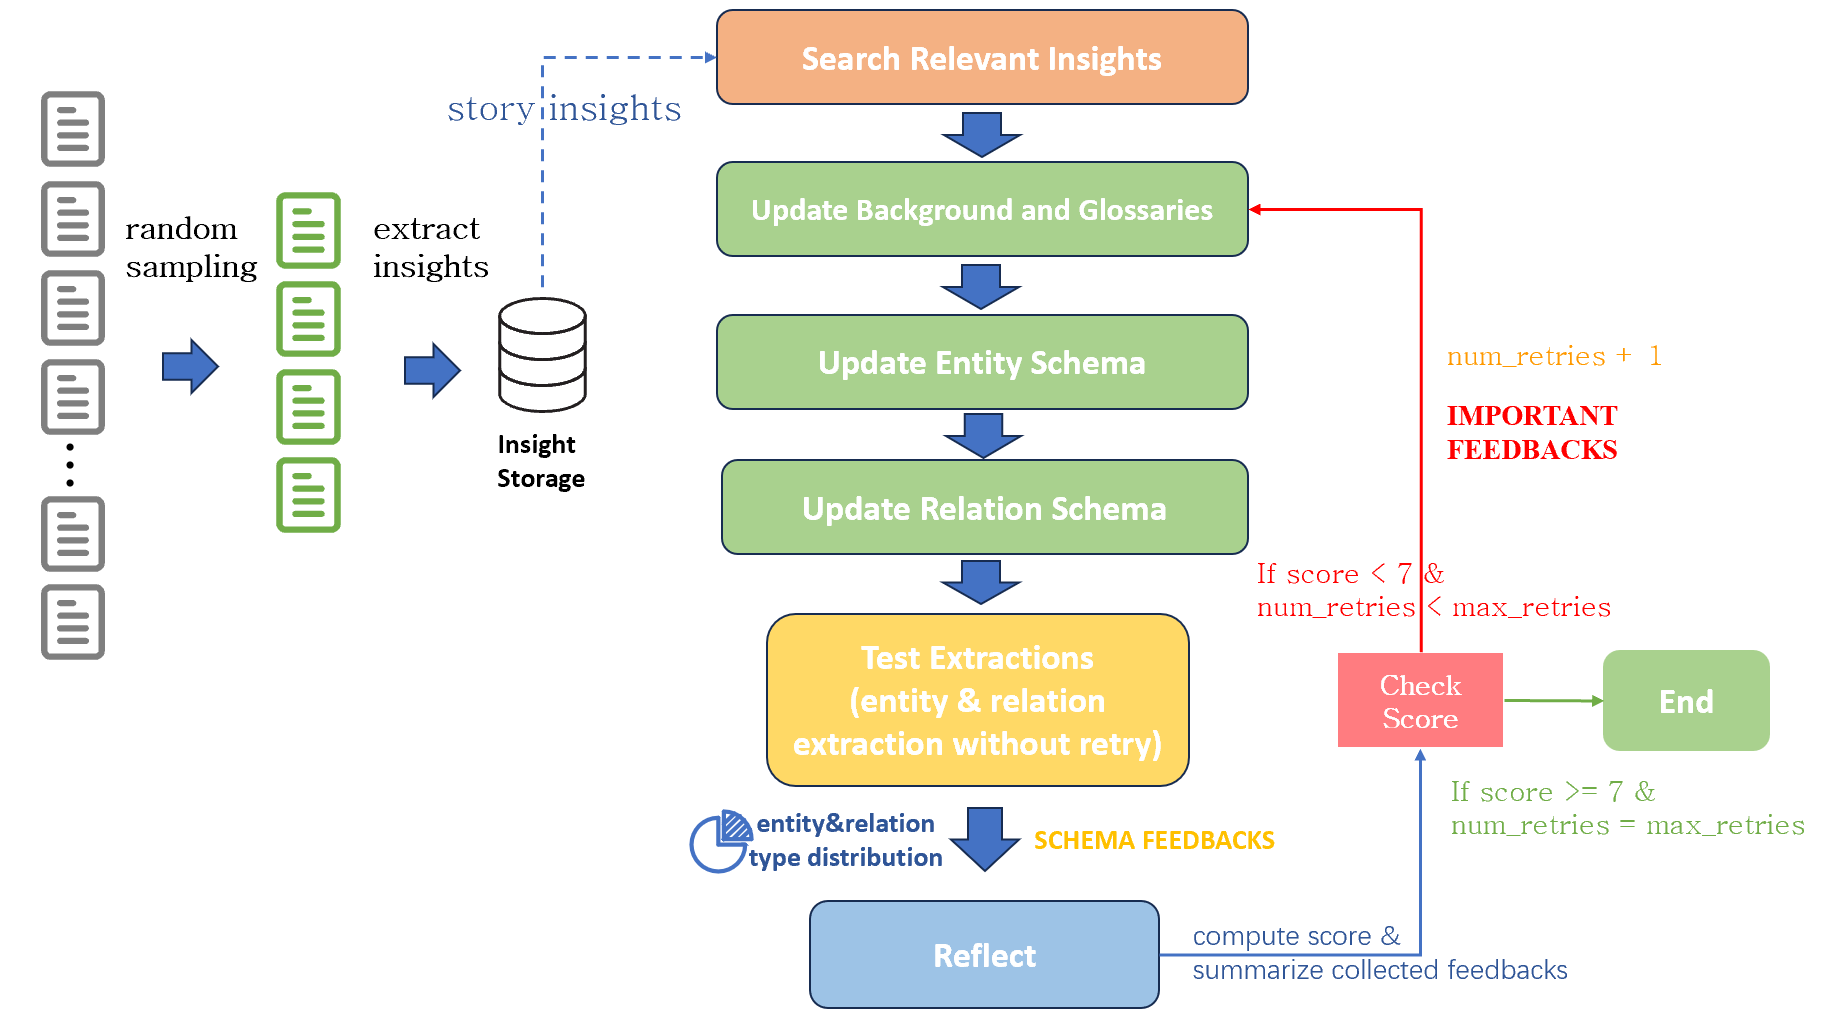 random
sampling
extract
insights
Insight
Storage
story insights
Search Relevant Insights
Update Background and Glossaries
Update Entity Schema
Update Relation Schema
Test Extractions
(entity & relation
extraction without retry)
entity&relation
type distribution
SCHEMA FEEDBACKS
Reflect
compute score &
summarize collected feedbacks
Check
Score
If score < 7 &
num_retries < max_retries
num_retries + 1
IMPORTANT
FEEDBACKS
End
If score >= 7 &
num_retries = max_retries